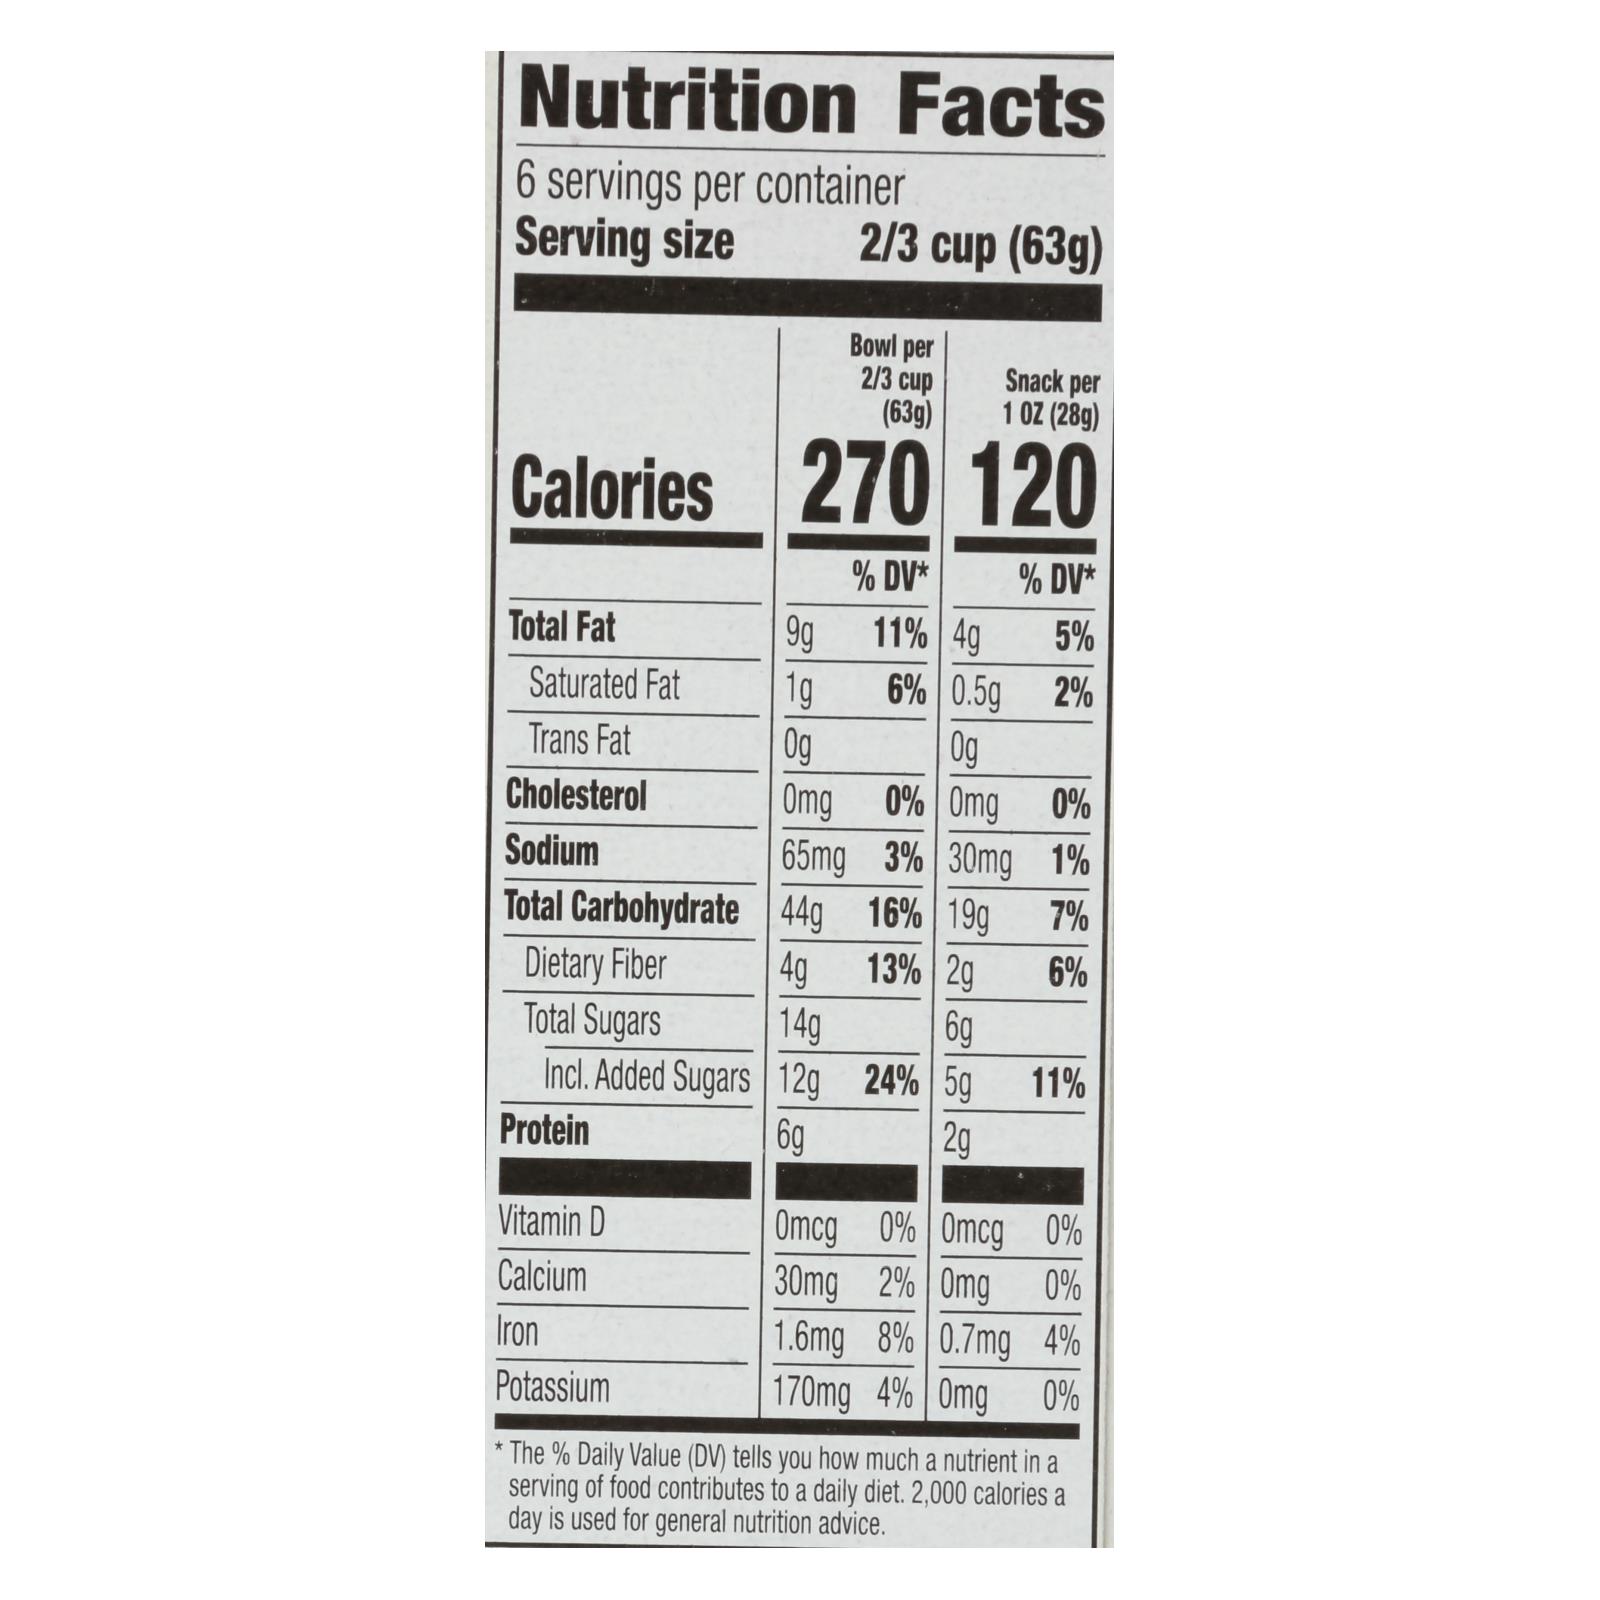 Nutrition Facts
6 servings per container
Serving size 2/3 cup (63g)
Bowl per
2/3 cup
(63g)
Snack per
1 OZ (28g)
Calories 270 120
% DV* % DV*
Total Fat 9g 11% 4g 5%
Saturated Fat 1g 6% 0.5g 2%
Trans Fat 0g 0g
Cholesterol 0mg 0% 0mg 0%
Sodium 65mg 3% 30mg 1%
Total Carbohydrate 44g 16% 19g 7%
Dietary Fiber 4g 13% 2g 6%
Total Sugars 14g 6g
Incl. Added Sugars 12g 24% 5g 11%
Protein 6g 2g
Vitamin D 0mcg 0% 0mcg 0%
Calcium 30mg 2% 0mg 0%
Iron 1.6mg 8% 0.7mg 4%
Potassium 170mg 4% 0mg 0%
* The % Daily Value (DV) tells you how much a nutrient in a
serving of food contributes to a daily diet. 2,000 calories a
day is used for general nutrition advice.